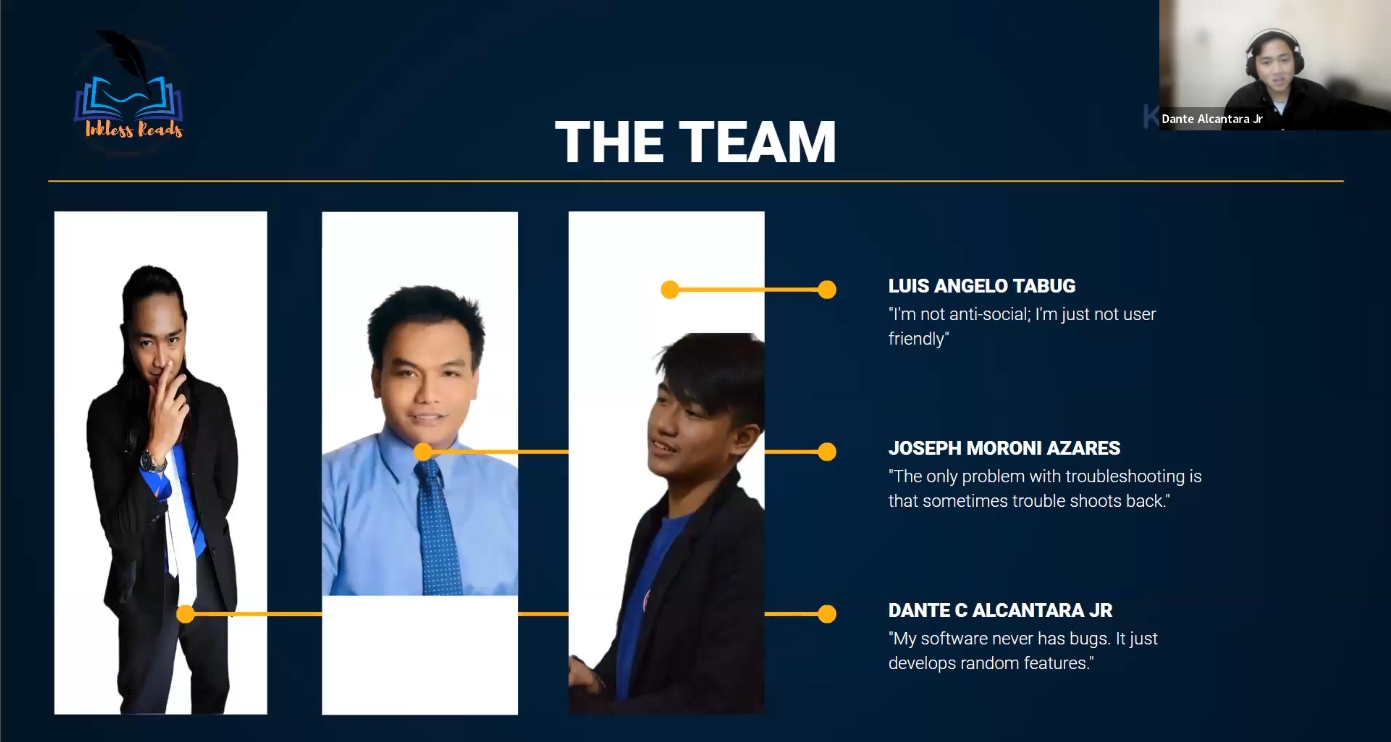 Inkless Reads
THE TEAM
K
Dante Alcantara Jr
LUIS ANGELO TABUG
"I'm not anti-social; I'm just not user
friendly"
JOSEPH MORONI AZARES
"The only problem with troubleshooting is
that sometimes trouble shoots back."
DANTE C ALCANTARA JR
"My software never has bugs. It just
develops random features."